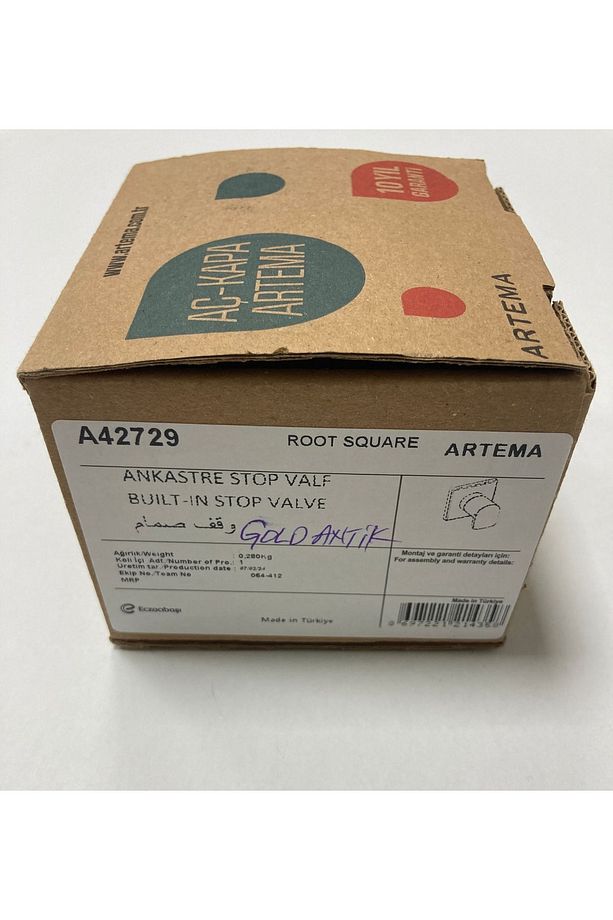 www.artema.com.tr
AÇ-KAPA
ARTEMA
10 YIL
GARANTİ
ARTEMA
A42729
ROOT SQUARE
ARTEMA
ANKASTRE STOP VALF
BUILT-IN STOP VALVE
وقف صمام
GOLD ANTİK
Ağırlık/Weight : 0,280Kg
Koli İçi Adt./Number of Pro.: 1
Üretim tar./Production date : 07/02/24
Ekip No./Team No 064-412
MRP
Montaj ve garanti detayları için:
For assembly and warranty details:
Eczacıbaşı
Made in Türkiye
Made in Türkiye